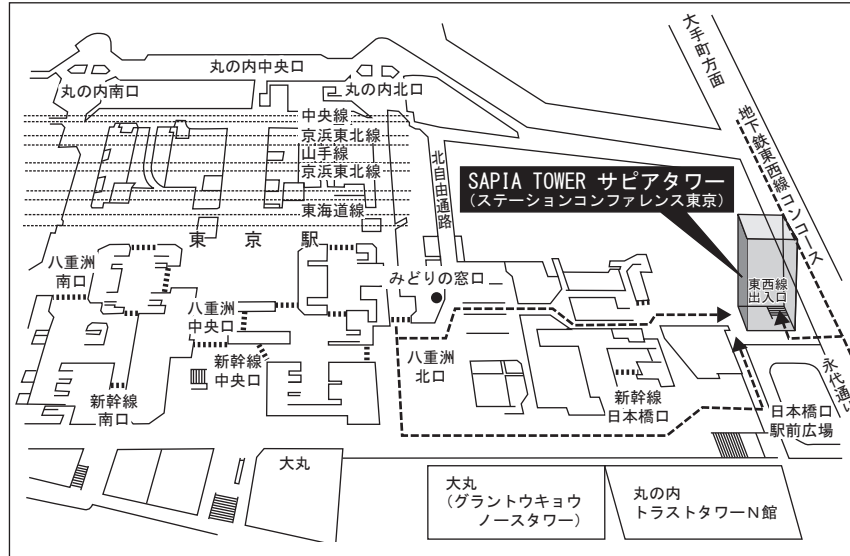 丸の内中央口
丸の内南口
丸の内北口
大手町方面
中央線
京浜東北線
山手線
京浜東北線
東海道線
北自由通路
地下鉄東西線コンコース
SAPIA TOWER サピアタワー
(ステーションコンファレンス東京)
東京駅
八重洲
南口
みどりの窓口
東西線
出入口
八重洲
中央口
新幹線
中央口
八重洲
北口
新幹線
南口
新幹線
日本橋口
永代通り
日本橋口
駅前広場
大丸
大丸
(グラントウキョウ
ノースタワー)
丸の内
トラストタワーN館